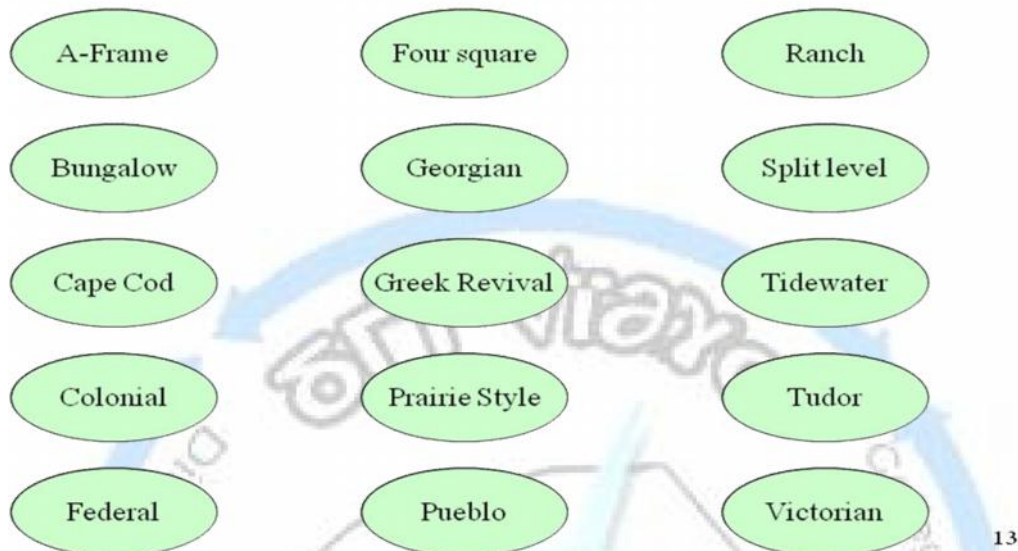 A-Frame
Four square
Ranch
Bungalow
Georgian
Split level
Cape Cod
Greek Revival
Tidewater
Colonial
Prairie Style
Tudor
Federal
Pueblo
Victorian
13